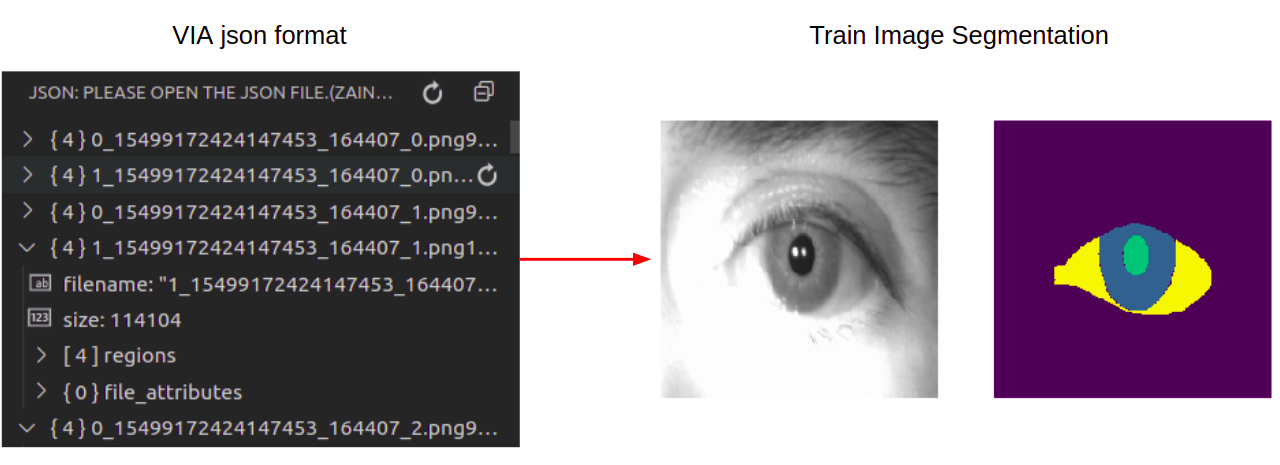 VIA json format
Train Image Segmentation
JSON: PLEASE OPEN THE JSON FILE.(ZAIN...
{4} 0_15499172424147453_164407_0.png9...
{4} 1_15499172424147453_164407_0.pn...
{4} 0_15499172424147453_164407_1.png9...
{4} 1_15499172424147453_164407_1.png1...
ab filename: "1_15499172424147453_164407...
123 size: 114104
[4] regions
{0} file_attributes
{4} 0_15499172424147453_164407_2.png9...